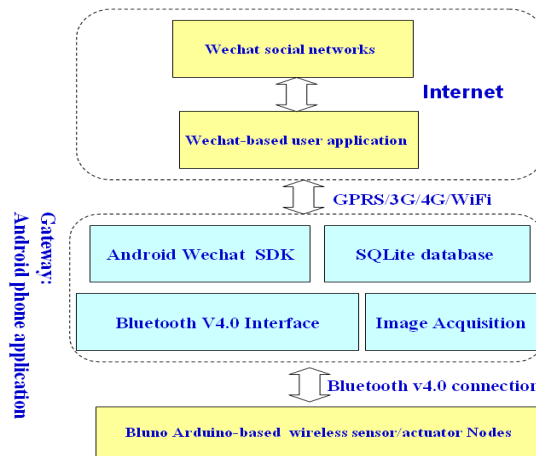 Wechat social networks
Internet
Wechat-based user application
GPRS/3G/4G/WiFi
Gateway:
Android phone application
Android Wechat SDK
SQLite database
Bluetooth V4.0 Interface
Image Acquisition
Bluetooth v4.0 connection
Bluno Arduino-based wireless sensor/actuator Nodes